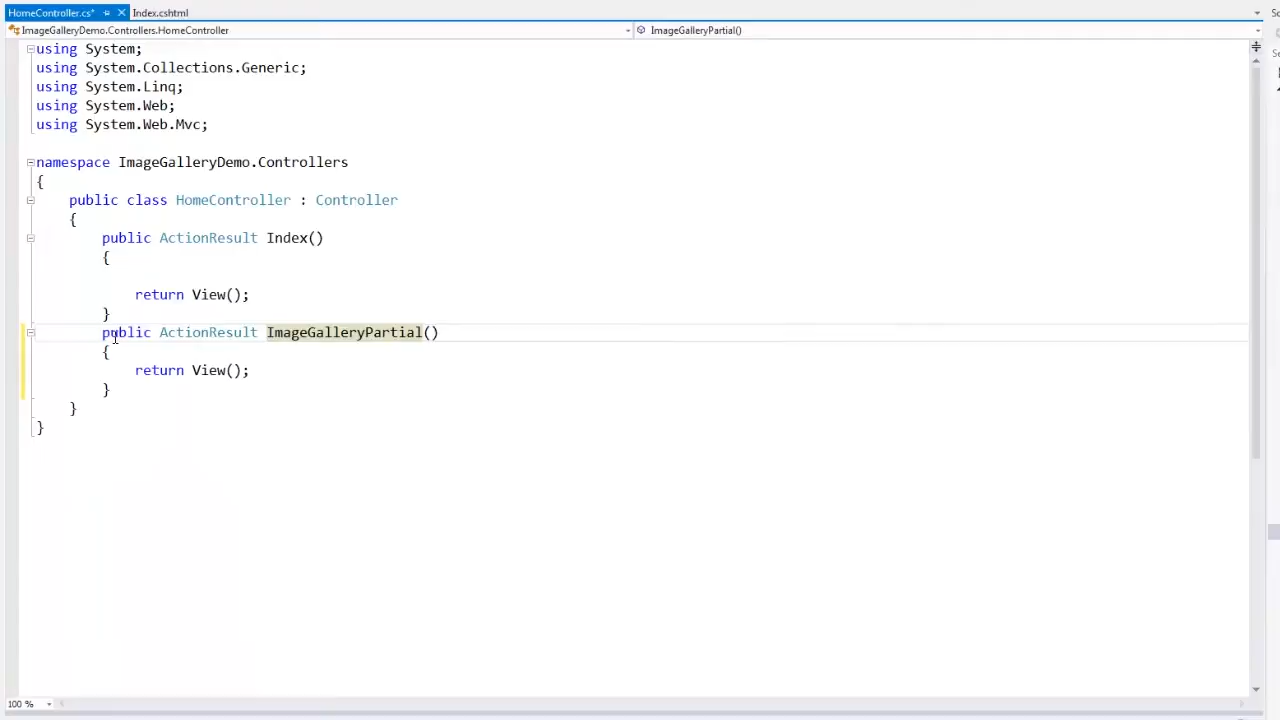 HomeController.cs* Index.cshtml
ImageGalleryDemo.Controllers.HomeController ImageGalleryPartial()
using System;
using System.Collections.Generic;
using System.Linq;
using System.Web;
using System.Web.Mvc;
namespace ImageGalleryDemo.Controllers
{
public class HomeController : Controller
{
public ActionResult Index()
{
return View();
}
public ActionResult ImageGalleryPartial()
{
return View();
}
}
}
100 %